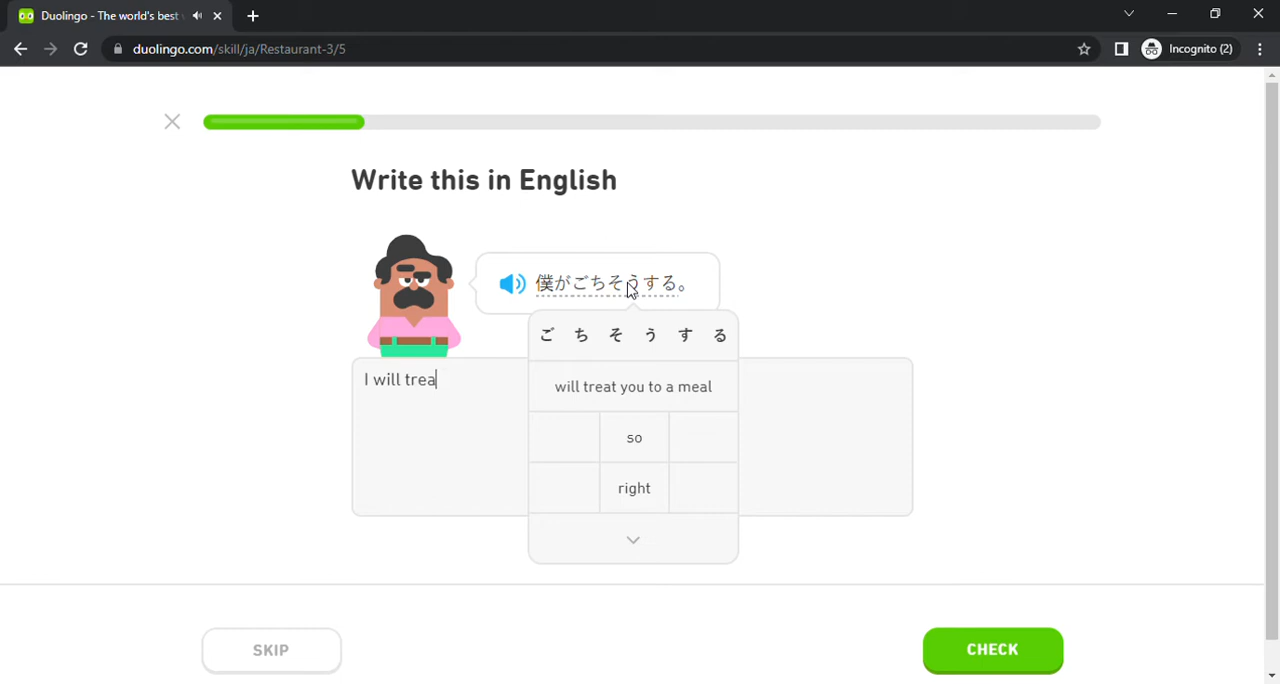 Duolingo - The world's best
duolingo.com/skill/ja/Restaurant-3/5
Incognito (2)
Write this in English
僕がごちそうする。
ごちそうする
I will trea
will treat you to a meal
so
right
SKIP
CHECK